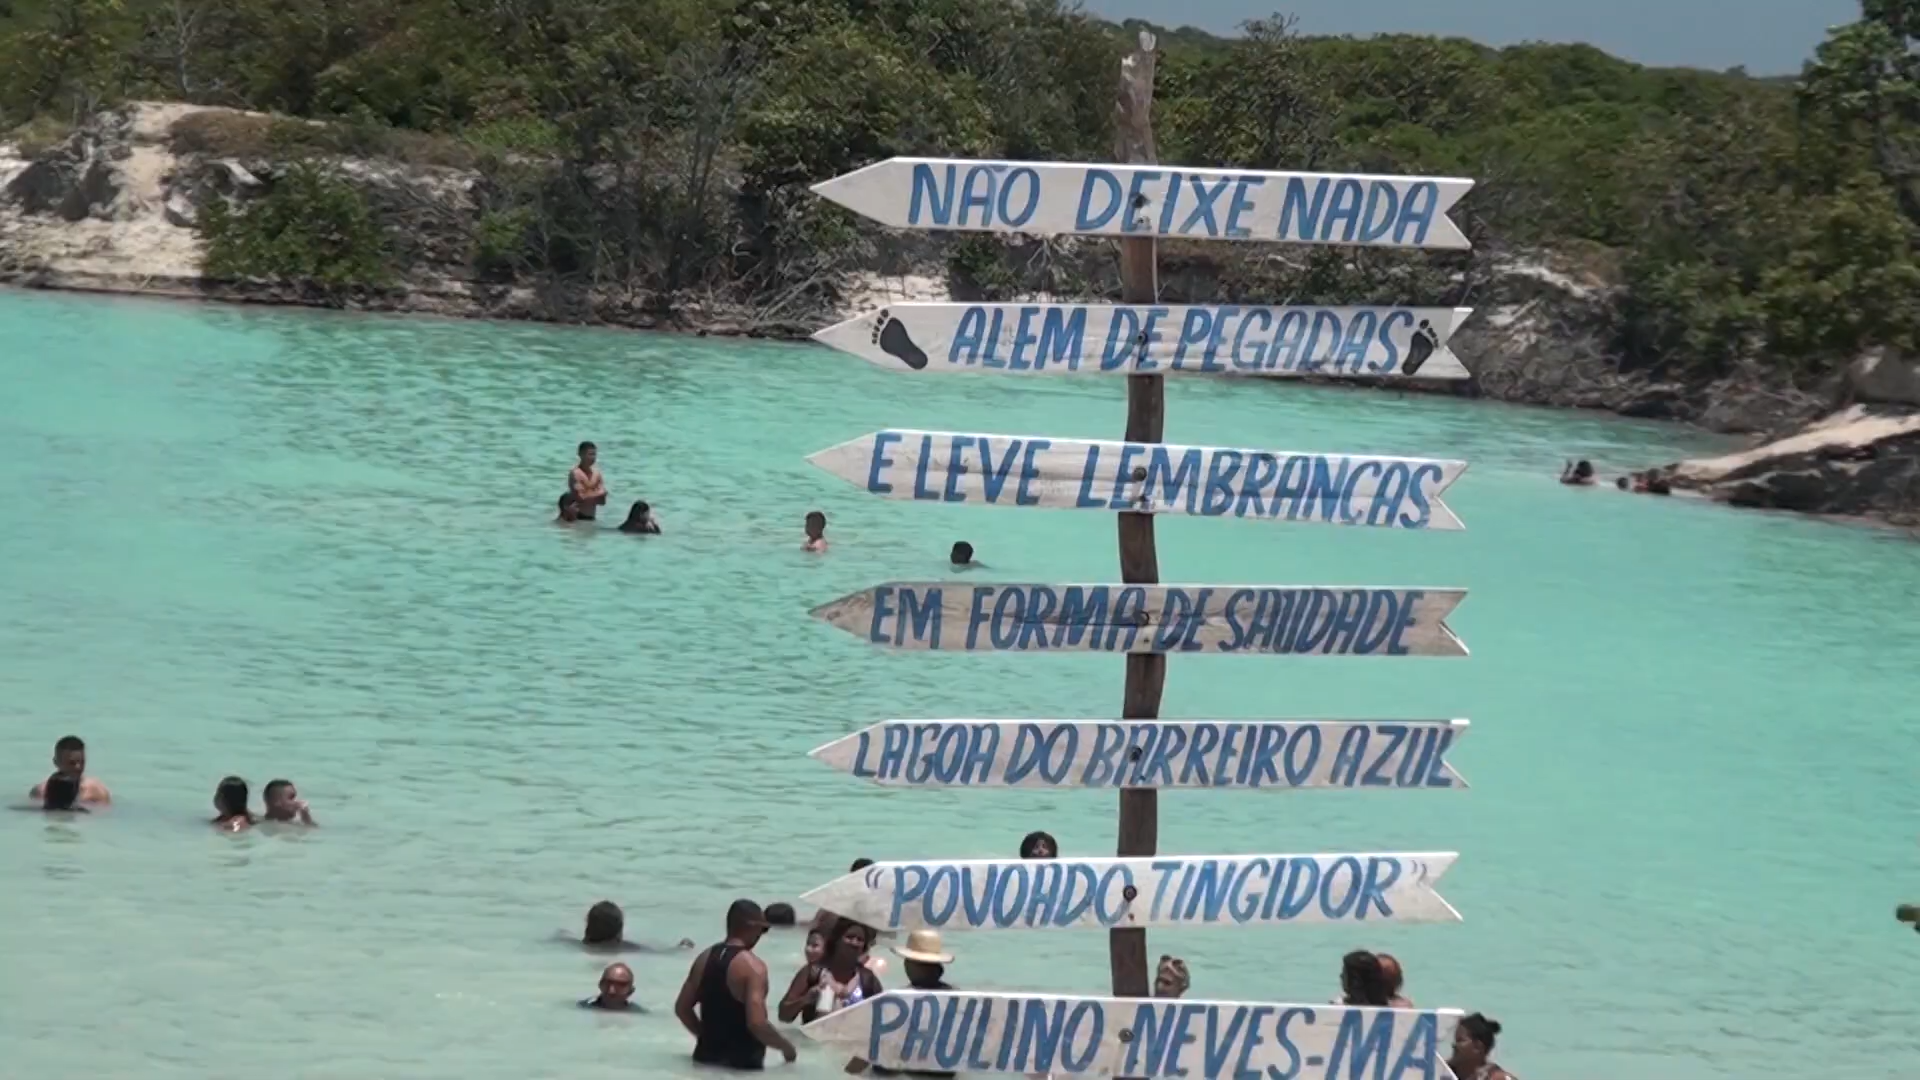 NÃO DEIXE NADA
ALEM DE PEGADAS
E LEVE LEMBRANÇAS
EM FORMA DE SAUDADE
LAGOA DO BARREIRO AZUL
"POVOADO TINGIDOR"
PAULINO NEVES-MA